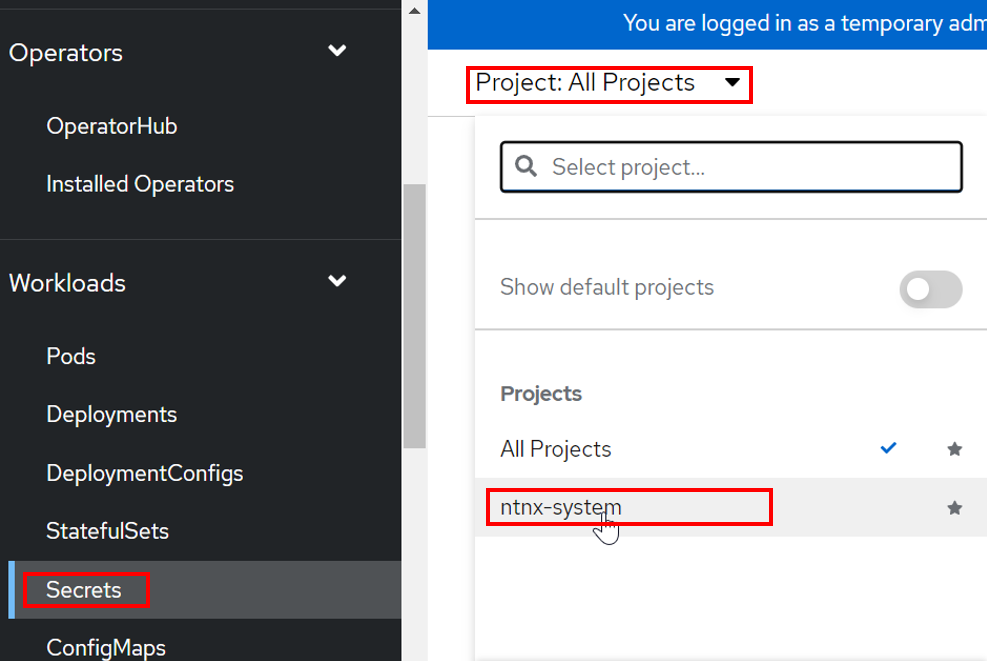 Operators
OperatorHub
Installed Operators
Workloads
Pods
Deployments
DeploymentConfigs
StatefulSets
Secrets
ConfigMaps
You are logged in as a temporary adm
Project: All Projects
Select project...
Show default projects
Projects
All Projects
ntnx-system